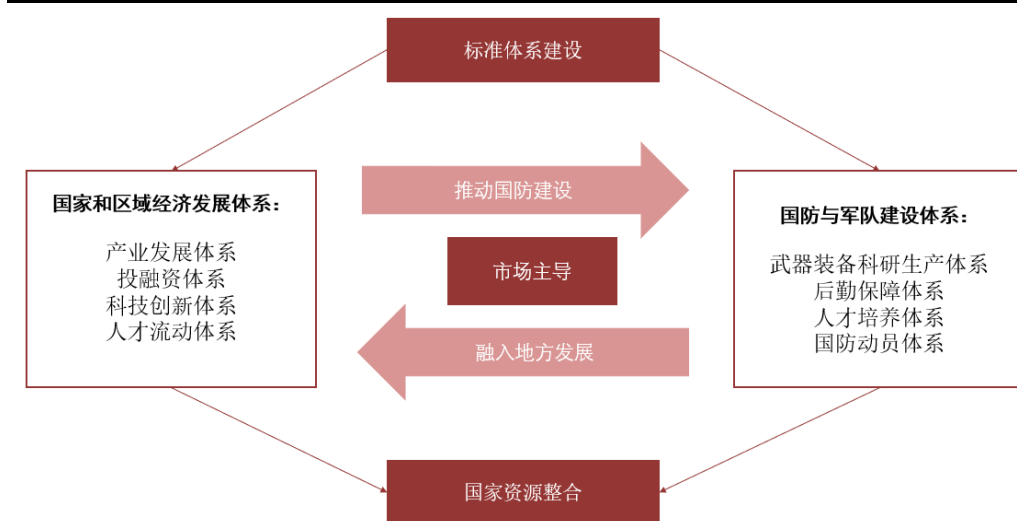 标准体系建设
国家和区域经济发展体系：
产业发展体系
投融资体系
科技创新体系
人才流动体系
推动国防建设
市场主导
融入地方发展
国防与军队建设体系：
武器装备科研生产体系
后勤保障体系
人才培养体系
国防动员体系
国家资源整合